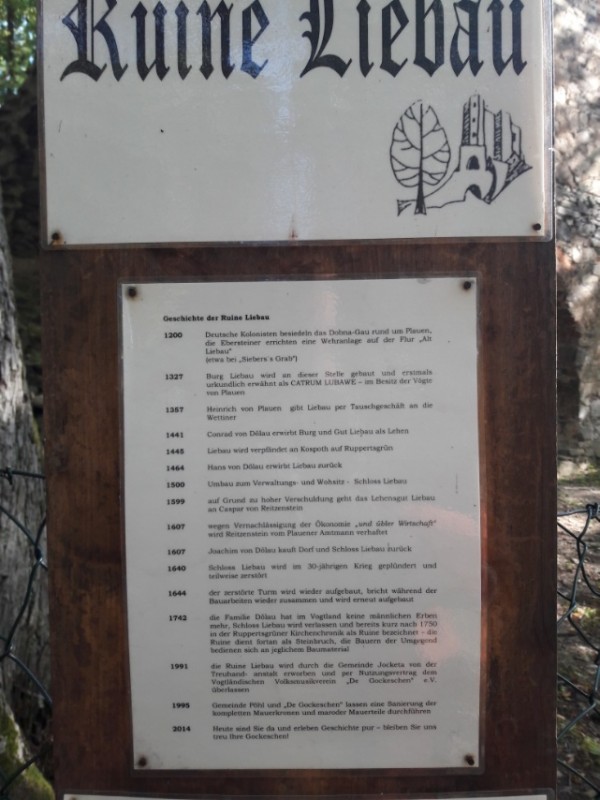 Ruine Liebau
Geschichte der Ruine Liebau
1200 Deutsche Kolonisten besiedeln das Dobna-Gau rund um Plauen,
die Ebersteiner errichten eine Wehranlage auf der Flur „Alt
Liebau"
(etwa bei „Siebers´s Grab")
1327 Burg Liebau wird an dieser Stelle gebaut und erstmals
urkundlich erwähnt als CATRUM LUBAWE – im Besitz der Vögte
von Plauen
1357 Heinrich von Plauen gibt Liebau per Tauschgeschäft an die
Wettiner
1441 Conrad von Dölau erwirbt Burg und Gut Liebau als Lehen
1445 Liebau wird verpfändet an Kospoth auf Ruppertsgrün
1464 Hans von Dölau erwirbt Liebau zurück
1500 Umbau zum Verwaltungs- und Wohnsitz - Schloss Liebau
1599 auf Grund zu hoher Verschuldung geht das Lehensgut Liebau
an Caspar von Reitzenstein
1607 wegen Vernachlässigung der Ökonomie „und übler Wirtschaft"
wird Reitzenstein vom Plauener Amtmann verhaftet
1607 Joachim von Dölau kauft Dorf und Schloss Liebau zurück
1640 Schloss Liebau wird im 30-jährigen Krieg geplündert und
teilweise zerstört
1644 der zerstörte Turm wird wieder aufgebaut, bricht während der
Bauarbeiten wieder zusammen und wird erneut aufgebaut
1742 die Familie Dölau hat im Vogtland keine männlichen Erben
mehr, Schloss Liebau wird verlassen und bereits kurz nach 1750
in der Ruppertsgrüner Kirchenchronik als Ruine bezeichnet – die
Ruine dient fortan als Steinbruch, die Bauern der Umgegend
bedienen sich an jeglichem Baumaterial
1991 die Ruine Liebau wird durch die Gemeinde Jocketa von der
Treuhand- anstalt erworben und per Nutzungsvertrag dem
Vogtländischen Volksmusikverein „De Gockeschen" e.V.
überlassen
1995 Gemeinde Pöhl und „De Gockeschen" lassen eine Sanierung der
kompletten Mauerkronen und maroder Mauerteile durchführen
2014 Heute sind Sie da und erleben Geschichte pur – bleiben Sie uns
treu Ihre Gockeschen!